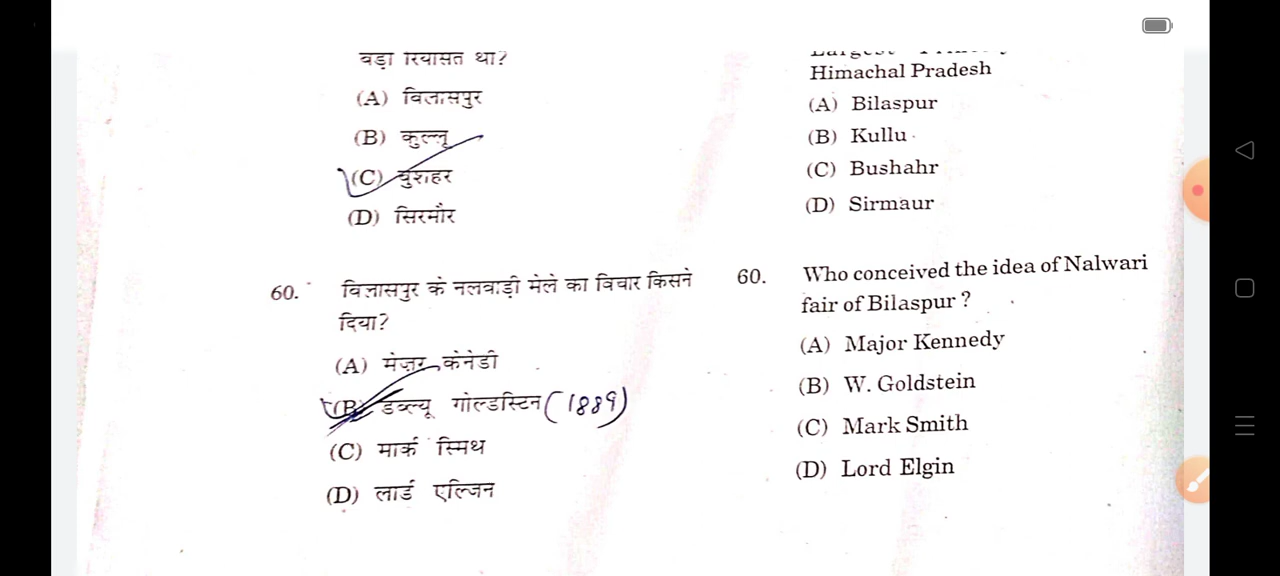 बड़ा रियासत था?
(A) बिलासपुर
(B) कुल्लू
(C) बुशहर
(D) सिरमौर
60. बिलासपुर के नलवाड़ी मेले का विचार किसने
दिया?
(A) मेज़र केनेडी
(B) डब्ल्यू गोल्डस्टिन (1889)
(C) मार्क स्मिथ
(D) लार्ड एल्जिन
Largest
Himachal Pradesh
(A) Bilaspur
(B) Kullu
(C) Bushahr
(D) Sirmaur
60. Who conceived the idea of Nalwari
fair of Bilaspur ?
(A) Major Kennedy
(B) W. Goldstein
(C) Mark Smith
(D) Lord Elgin